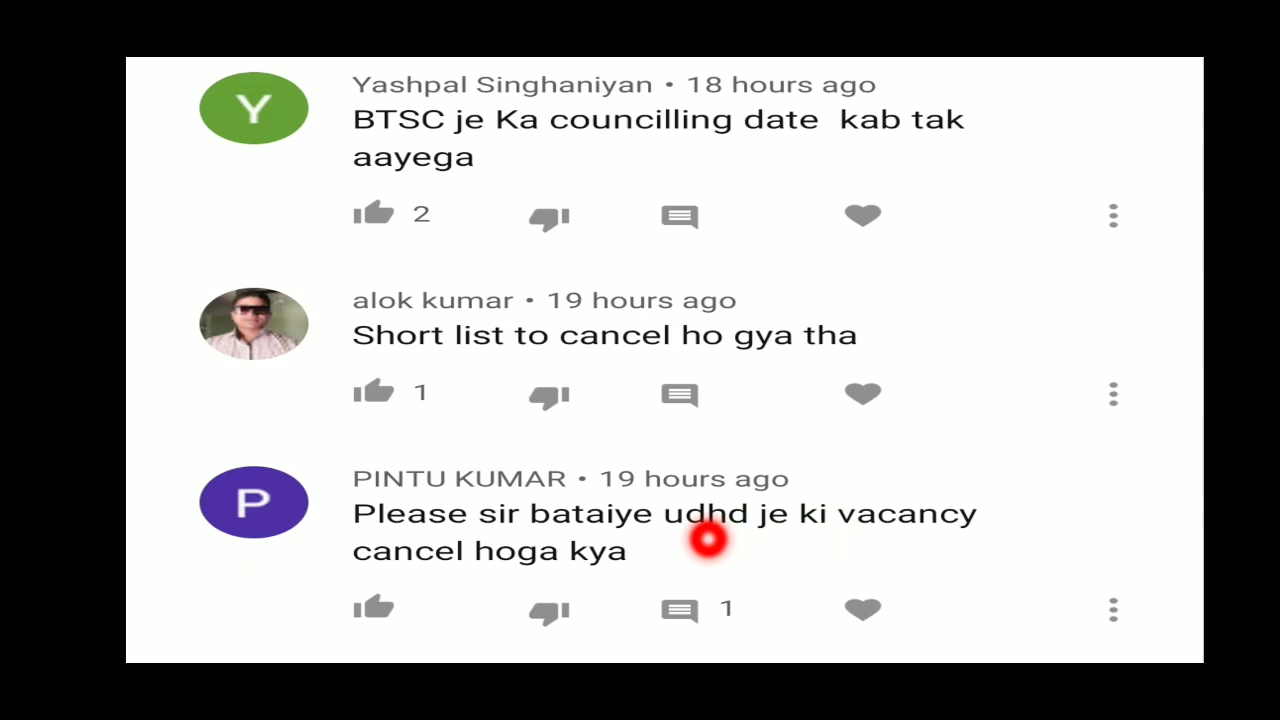 Y
Yashpal Singhaniyan • 18 hours ago
BTSC je Ka councilling date kab tak
aayega
2
alok kumar • 19 hours ago
Short list to cancel ho gya tha
1
P
PINTU KUMAR • 19 hours ago
Please sir bataiye udhd je ki vacancy
cancel hoga kya
1